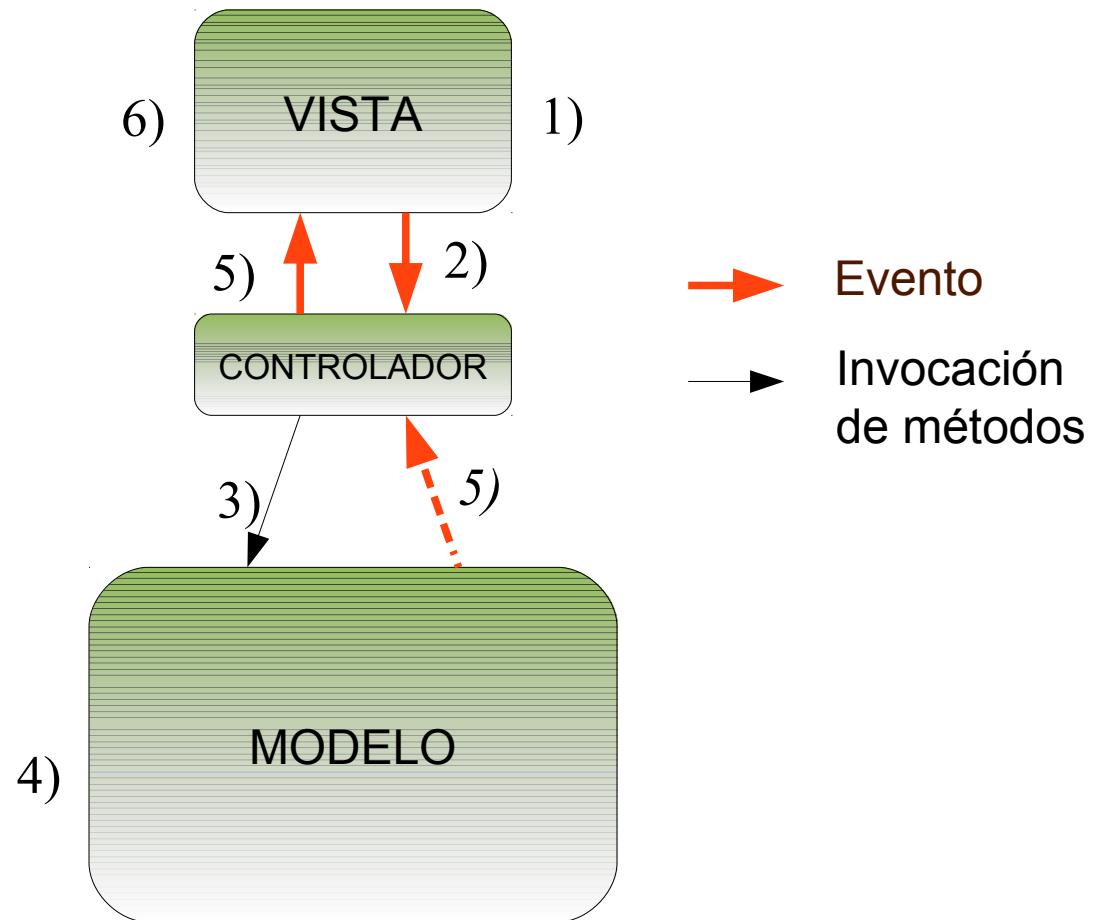 6)
VISTA
1)
5)
2)
Evento
CONTROLADOR
Invocación
de métodos
3)
5)
MODELO
4)